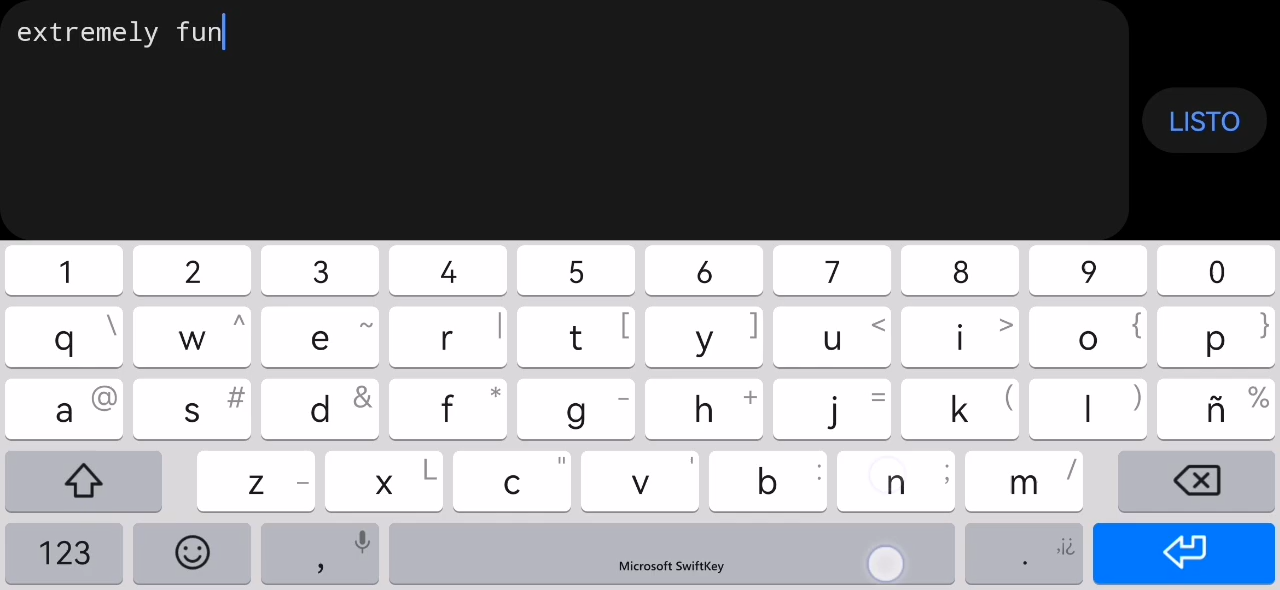 extremely fun
LISTO
1 2 3 4 5 6 7 8 9 0
q \ w ^ e ~ r | t [ y ] u < i > o { p }
a @ s # d & f * g – h + j = k ( l ) ñ %
z _ x L c " v ' b : n ; m /
123 , Microsoft SwiftKey . ,¡¿